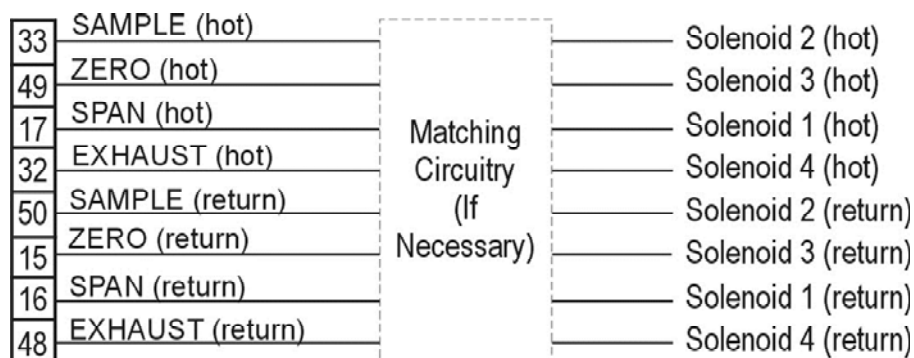 33 SAMPLE (hot) Solenoid 2 (hot)
49 ZERO (hot) Solenoid 3 (hot)
17 SPAN (hot) Solenoid 1 (hot)
32 EXHAUST (hot) Solenoid 4 (hot)
50 SAMPLE (return) Solenoid 2 (return)
15 ZERO (return) Solenoid 3 (return)
16 SPAN (return) Solenoid 1 (return)
48 EXHAUST (return) Solenoid 4 (return)
Matching
Circuitry
(If
Necessary)